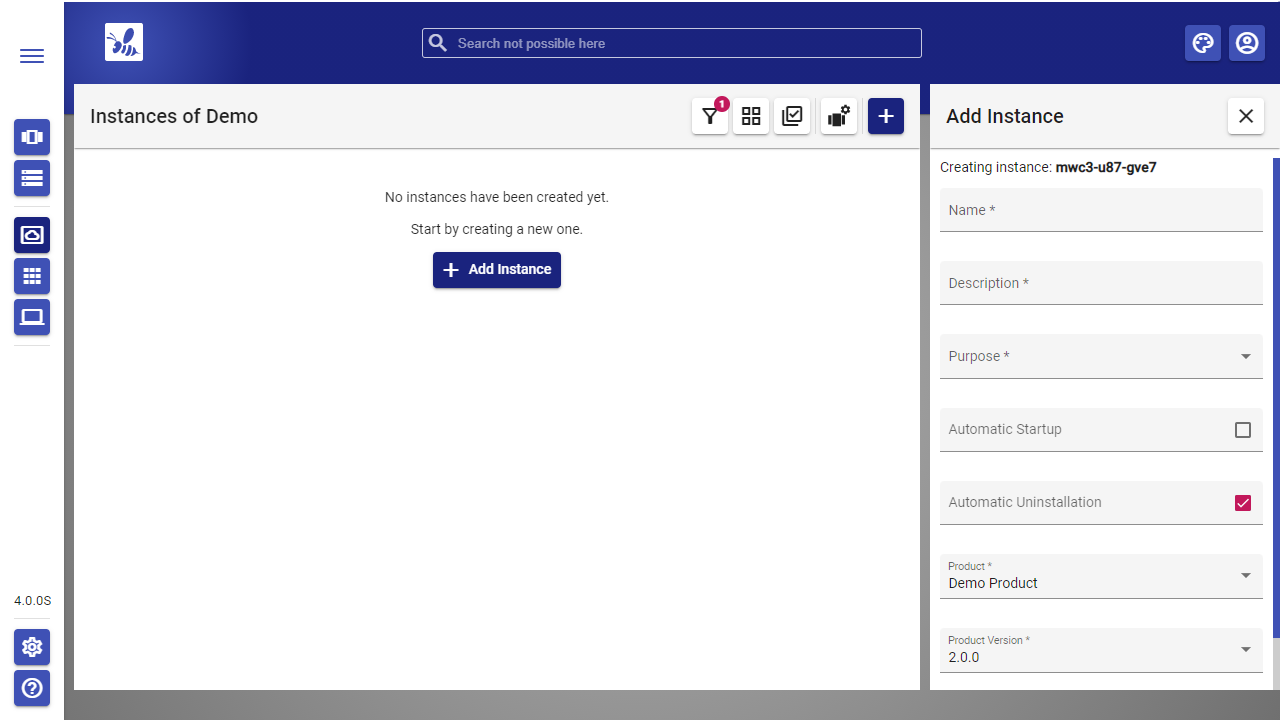 Search not possible here
Instances of Demo
1
Add Instance
No instances have been created yet.
Start by creating a new one.
Add Instance
Creating instance: mwc3-u87-gve7
Name *
Description *
Purpose *
Automatic Startup
Automatic Uninstallation
Product *
Demo Product
Product Version *
2.0.0
4.0.0S